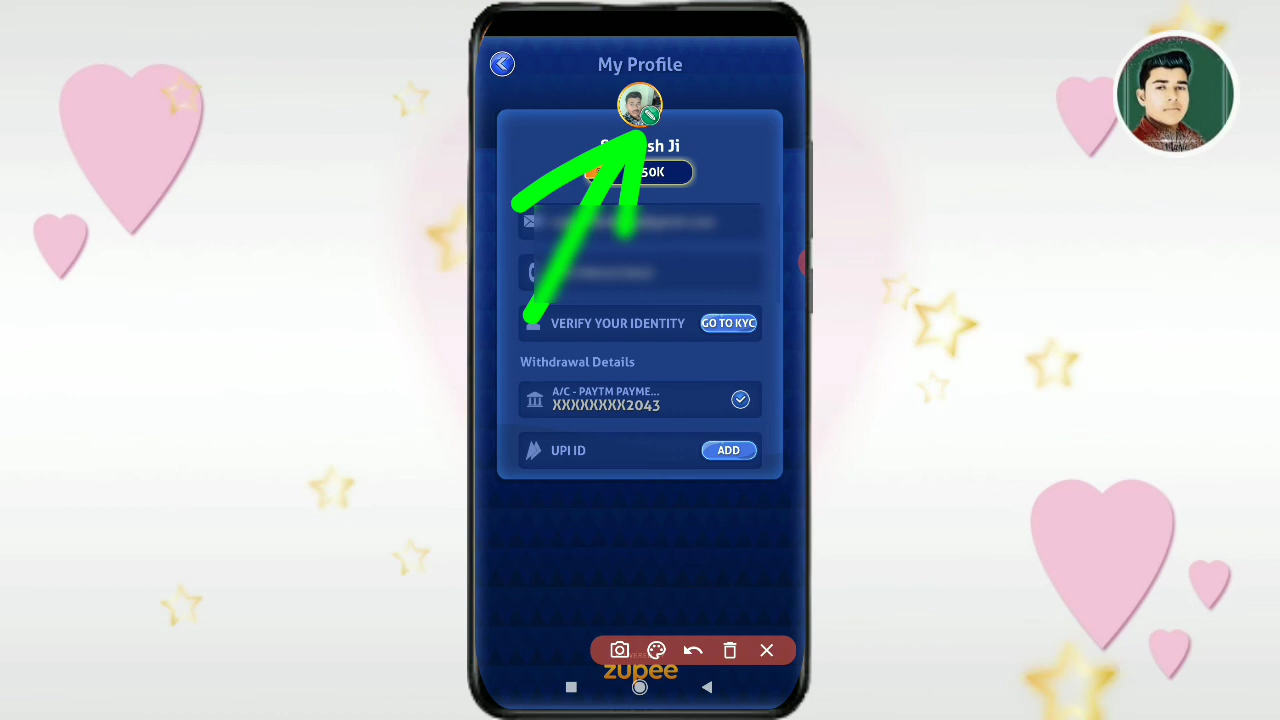 My Profile
sh Ji
50K
VERIFY YOUR IDENTITY
GO TO KYC
Withdrawal Details
A/C - PAYTM PAYME...
XXXXXXXX2043
UPI ID
ADD
zupee